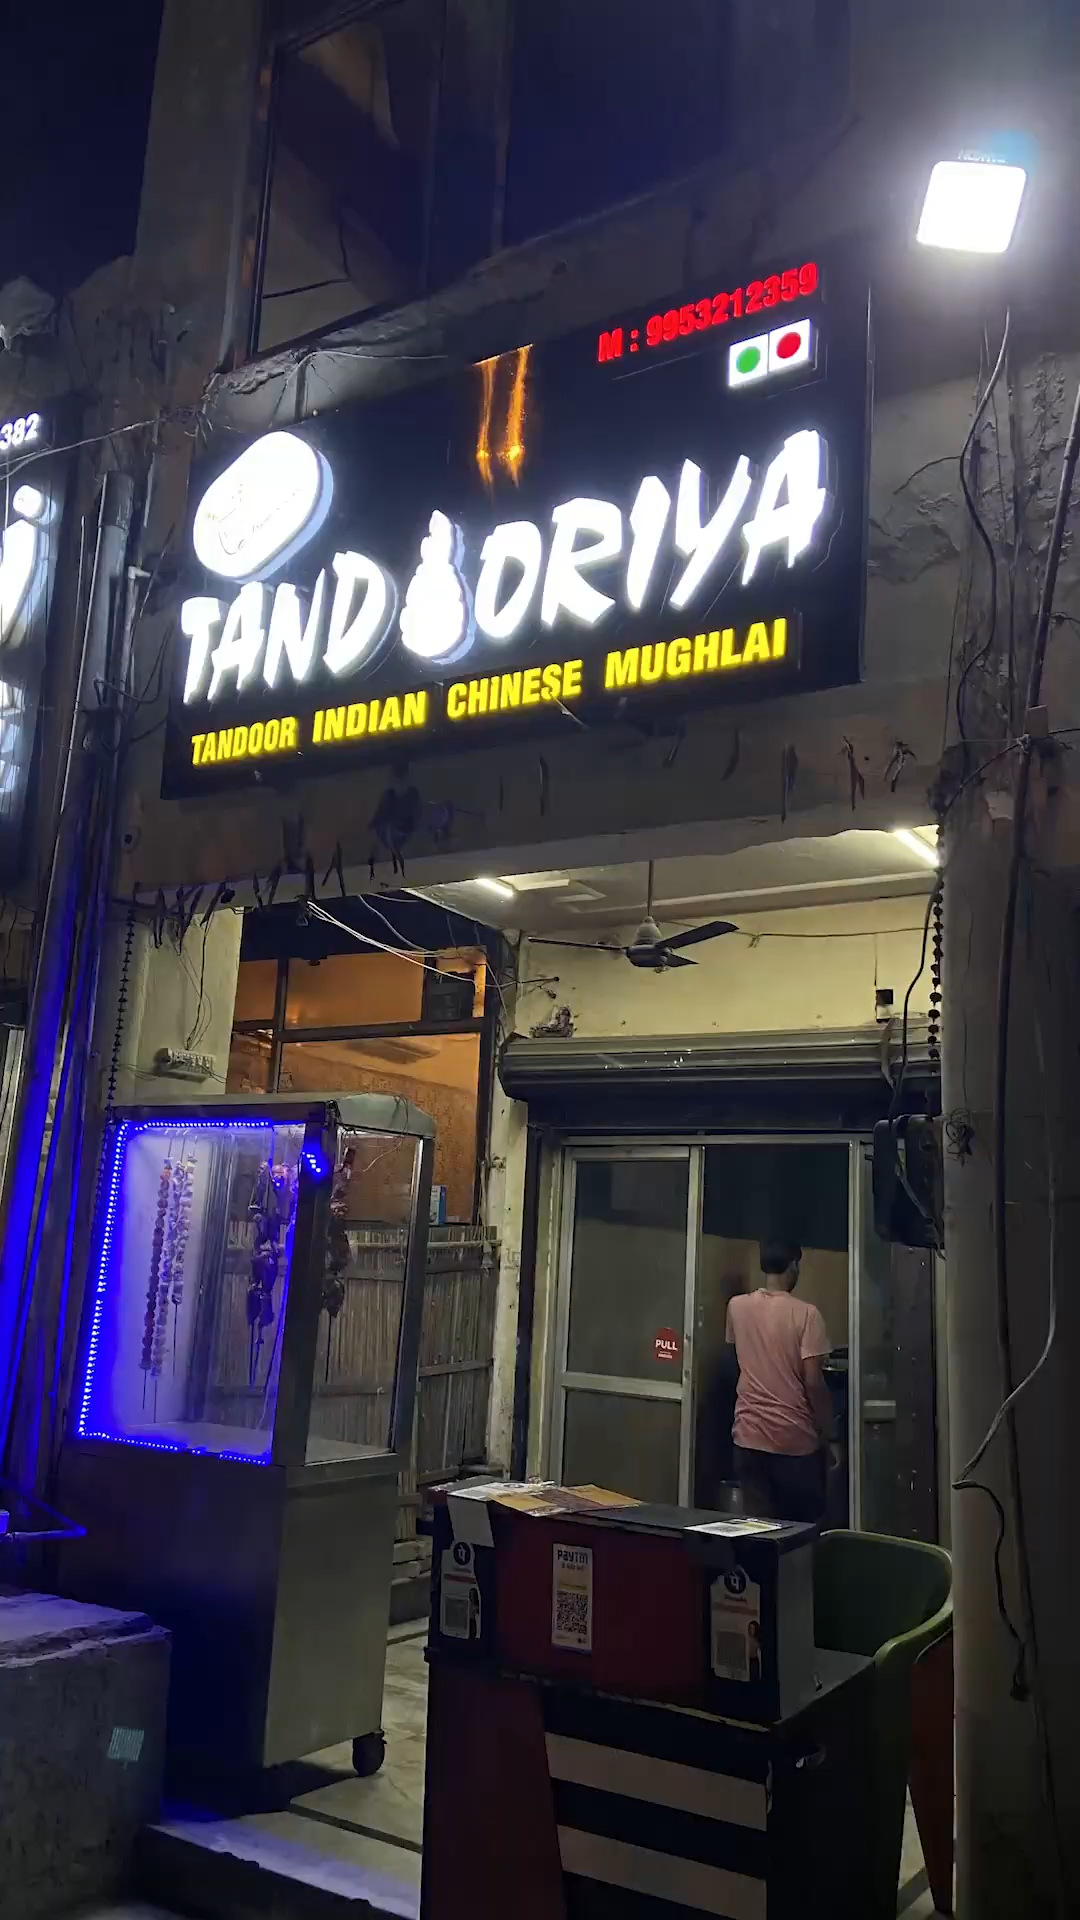 M : 9953212359
TANDOORIYA
TANDOOR INDIAN CHINESE MUGHLAI
382
PULL
paytm